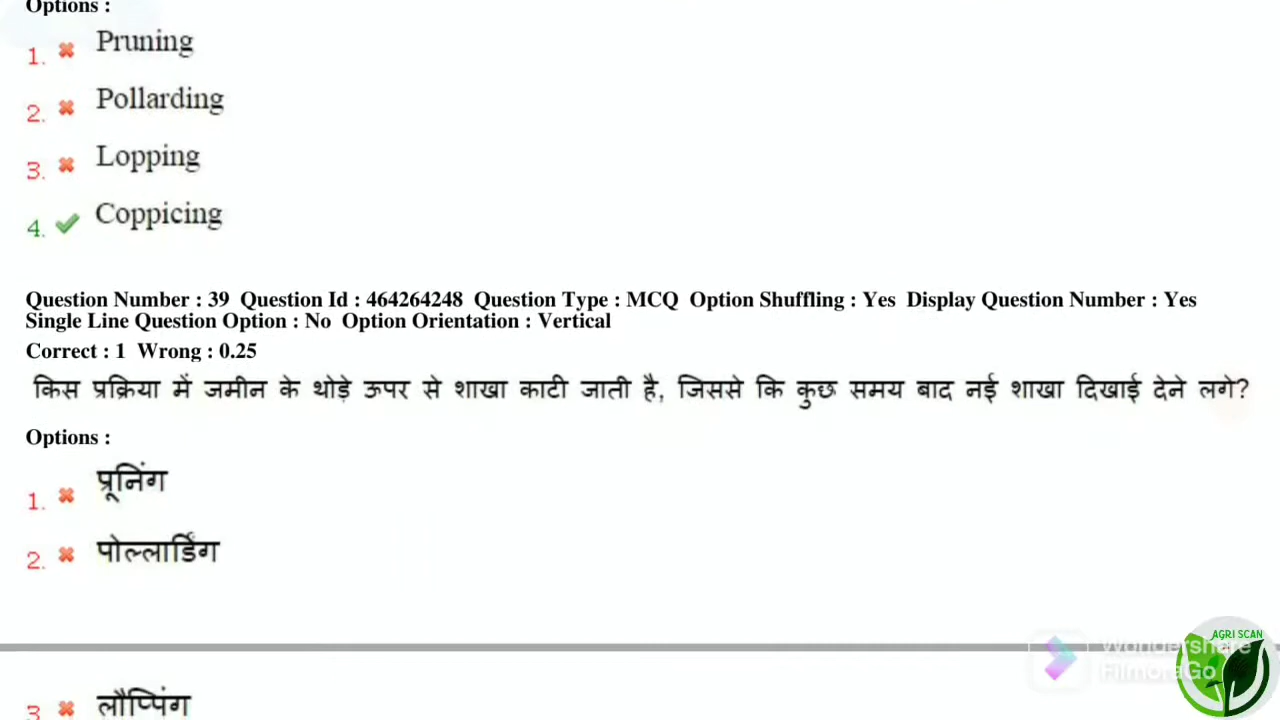 Options :
1. Pruning
2. Pollarding
3. Lopping
4. Coppicing
Question Number : 39 Question Id : 464264248 Question Type : MCQ Option Shuffling : Yes Display Question Number : Yes
Single Line Question Option : No Option Orientation : Vertical
Correct : 1 Wrong : 0.25
किस प्रक्रिया में जमीन के थोड़े ऊपर से शाखा काटी जाती है, जिससे कि कुछ समय बाद नई शाखा दिखाई देने लगे?
Options :
1. प्रूनिंग
2. पोल्लार्डिंग
AGRI SCAN
Wondershare
FilmoraGo
3. लौप्पिंग